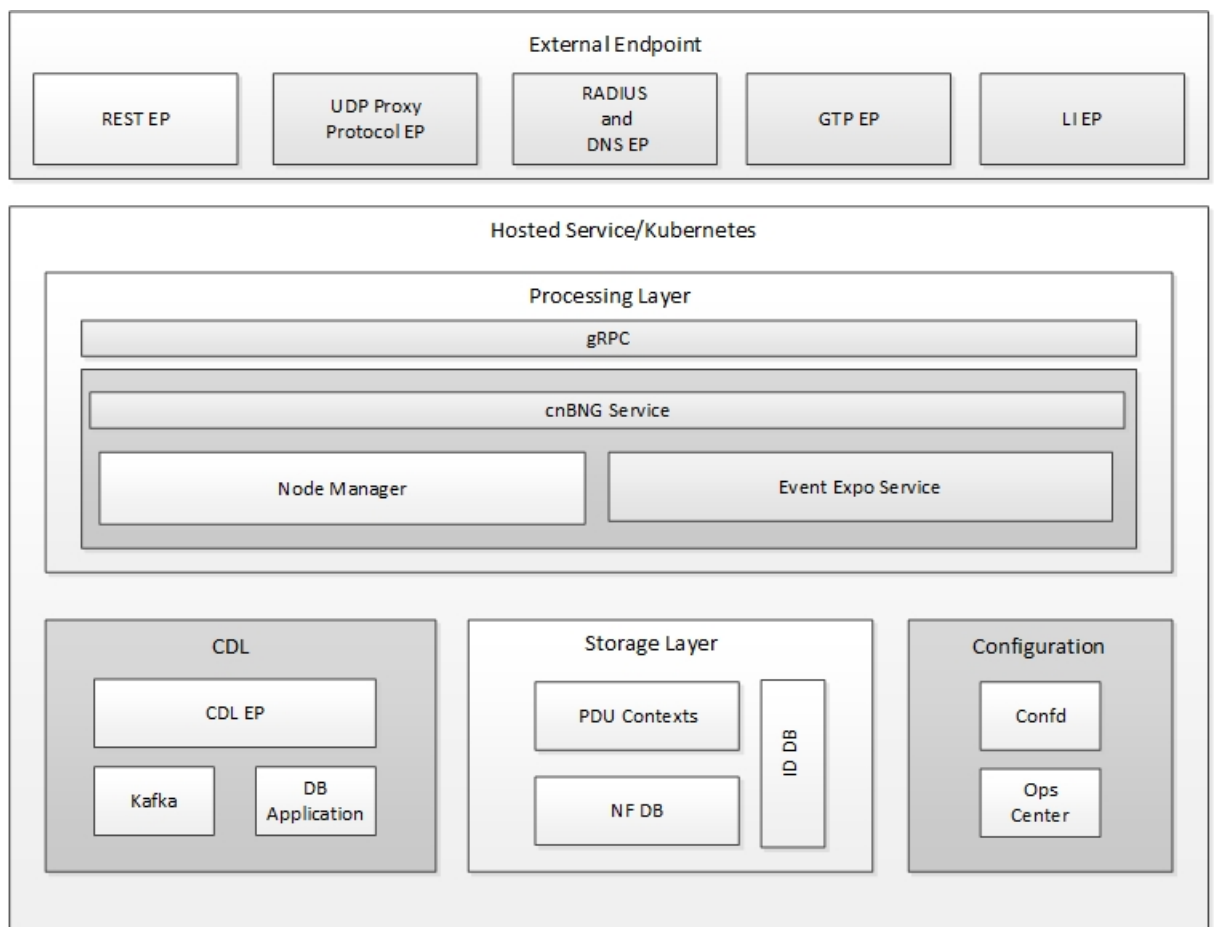 External Endpoint
REST EP
UDP Proxy
Protocol EP
RADIUS
and
DNS EP
GTP EP
LI EP
Hosted Service/Kubernetes
Processing Layer
gRPC
cnBNG Service
Node Manager
Event Expo Service
CDL
CDL EP
Kafka
DB
Application
Storage Layer
PDU Contexts
NF DB
ID DB
Configuration
Confd
Ops
Center